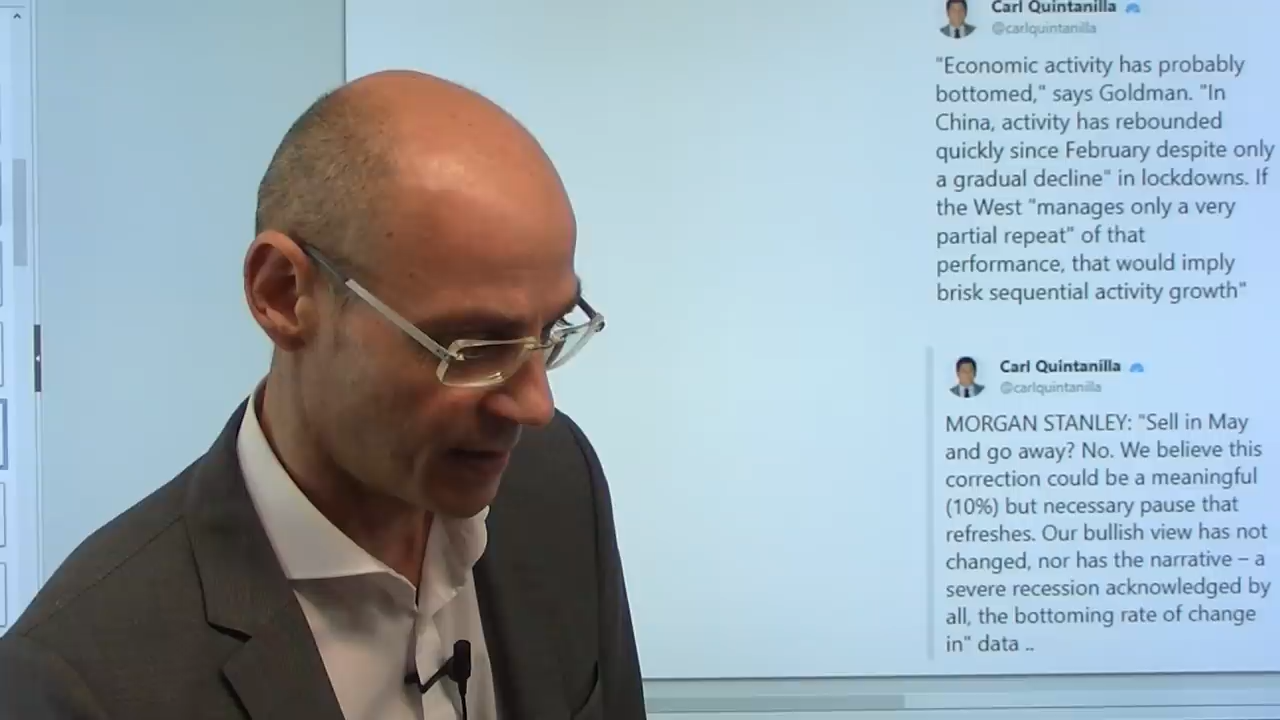 Carl Quintanilla
@carlquintanilla
"Economic activity has probably
bottomed," says Goldman. "In
China, activity has rebounded
quickly since February despite only
a gradual decline" in lockdowns. If
the West "manages only a very
partial repeat" of that
performance, that would imply
brisk sequential activity growth"
Carl Quintanilla
@carlquintanilla
MORGAN STANLEY: "Sell in May
and go away? No. We believe this
correction could be a meaningful
(10%) but necessary pause that
refreshes. Our bullish view has not
changed, nor has the narrative – a
severe recession acknowledged by
all, the bottoming rate of change
in" data ..